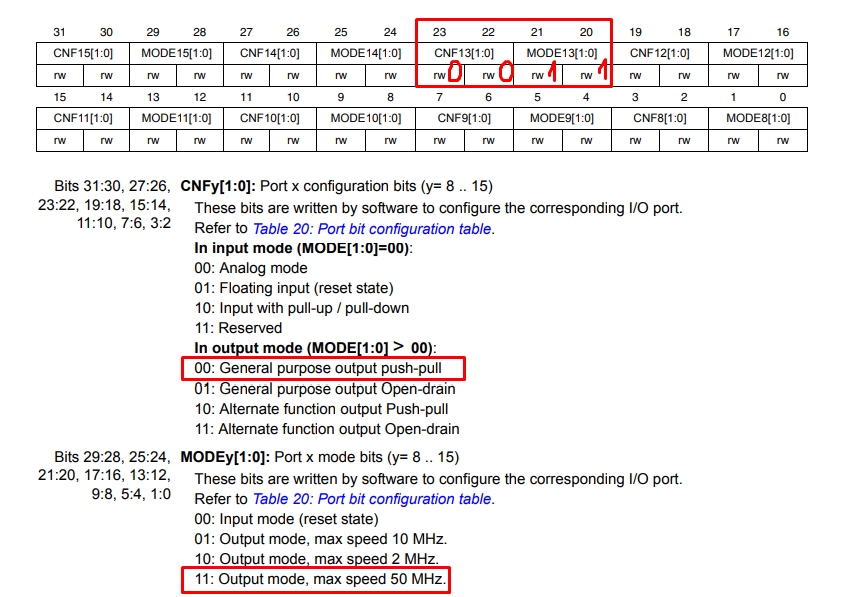 31 30 29 28 27 26 25 24 23 22 21 20 19 18 17 16
CNF15[1:0] MODE15[1:0] CNF14[1:0] MODE14[1:0] CNF13[1:0] MODE13[1:0] CNF12[1:0] MODE12[1:0]
rw rw rw rw rw rw rw rw rw 0 rw 0 rw 1 rw 1 rw rw rw rw
15 14 13 12 11 10 9 8 7 6 5 4 3 2 1 0
CNF11[1:0] MODE11[1:0] CNF10[1:0] MODE10[1:0] CNF9[1:0] MODE9[1:0] CNF8[1:0] MODE8[1:0]
rw rw rw rw rw rw rw rw rw rw rw rw rw rw rw rw
Bits 31:30, 27:26, CNFy[1:0]: Port x configuration bits (y= 8 .. 15)
23:22, 19:18, 15:14, These bits are written by software to configure the corresponding I/O port.
11:10, 7:6, 3:2 Refer to Table 20: Port bit configuration table.
In input mode (MODE[1:0]=00):
00: Analog mode
01: Floating input (reset state)
10: Input with pull-up / pull-down
11: Reserved
In output mode (MODE[1:0] > 00):
00: General purpose output push-pull
01: General purpose output Open-drain
10: Alternate function output Push-pull
11: Alternate function output Open-drain
Bits 29:28, 25:24, MODEy[1:0]: Port x mode bits (y= 8 .. 15)
21:20, 17:16, 13:12, These bits are written by software to configure the corresponding I/O port.
9:8, 5:4, 1:0 Refer to Table 20: Port bit configuration table.
00: Input mode (reset state)
01: Output mode, max speed 10 MHz.
10: Output mode, max speed 2 MHz.
11: Output mode, max speed 50 MHz.